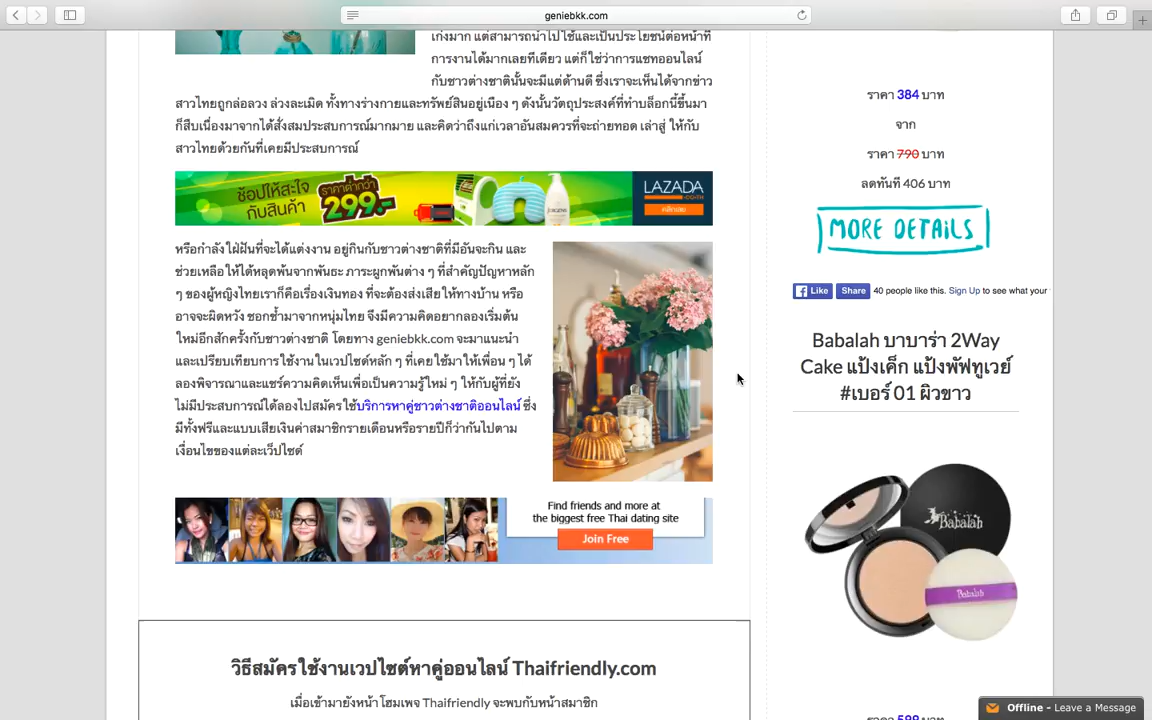 geniebkk.com
เก่งมาก แต่สามารถนำไปใช้และเป็นประโยชน์ต่อหน้าที่
การงานได้มากเลยทีเดียว แต่ก็ใช่ว่าการแชทออนไลน์
กับชาวต่างชาตินั้นจะมีแต่ด้านดี ซึ่งเราจะเห็นได้จากข่าว
สาวไทยถูกล่อลวง ล่วงละเมิด ทั้งทางร่างกายและทรัพย์สินอยู่เนือง ๆ ดังนั้นวัตถุประสงค์ที่ทำบล็อกนี้ขึ้นมา
ก็สืบเนื่องมาจากได้สั่งสมประสบการณ์มากมาย และคิดว่าถึงแก่เวลาอันสมควรที่จะถ่ายทอด เล่าสู่ ให้กับ
สาวไทยด้วยกันที่เคยมีประสบการณ์
ช้อปให้สะใจ
กับสินค้า
ราคาต่ำกว่า
299.-
LAZADA
.CO.TH
คลิกเลย
หรือกำลังใฝ่ฝันที่จะได้แต่งงาน อยู่กินกับชาวต่างชาติที่มีอันจะกิน และ
ช่วยเหลือให้ได้หลุดพ้นจากพันธะ ภาระผูกพันต่าง ๆ ที่สำคัญปัญหาหลัก
ๆ ของผู้หญิงไทยเราก็คือเรื่องเงินทอง ที่จะต้องส่งเสียให้ทางบ้าน หรือ
อาจจะผิดหวัง ชอกช้ำมาจากหนุ่มไทย จึงมีความคิดอยากลองเริ่มต้น
ใหม่อีกสักครั้งกับชาวต่างชาติ โดยทาง geniebkk.com จะมาแนะนำ
และเปรียบเทียบการใช้งานในเวปไซต์หลัก ๆ ที่เคยใช้มาให้เพื่อน ๆ ได้
ลองพิจารณาและแชร์ความคิดเห็นเพื่อเป็นความรู้ใหม่ ๆ ให้กับผู้ที่ยัง
ไม่มีประสบการณ์ได้ลองไปสมัครใช้บริการหาคู่ชาวต่างชาติออนไลน์ ซึ่ง
มีทั้งฟรีและแบบเสียเงินค่าสมาชิกรายเดือนหรือรายปีก็ว่ากันไปตาม
เงื่อนไขของแต่ละเว็ปไซต์
Find friends and more at
the biggest free Thai dating site
Join Free
วิธีสมัครใช้งานเวปไซต์หาคู่ออนไลน์ Thaifriendly.com
เมื่อเข้ามายังหน้าโฮมเพจ Thaifriendly จะพบกับหน้าสมาชิก
ราคา 384 บาท
จาก
ราคา 790 บาท
ลดทันที 406 บาท
MORE DETAILS
Like Share 40 people like this. Sign Up to see what your
Babalah บาบาร่า 2Way
Cake แป้งเค็ก แป้งพัฟทูเวย์
#เบอร์ 01 ผิวขาว
Babalah
Babalah
ราคา 599 บาท
Offline - Leave a Message